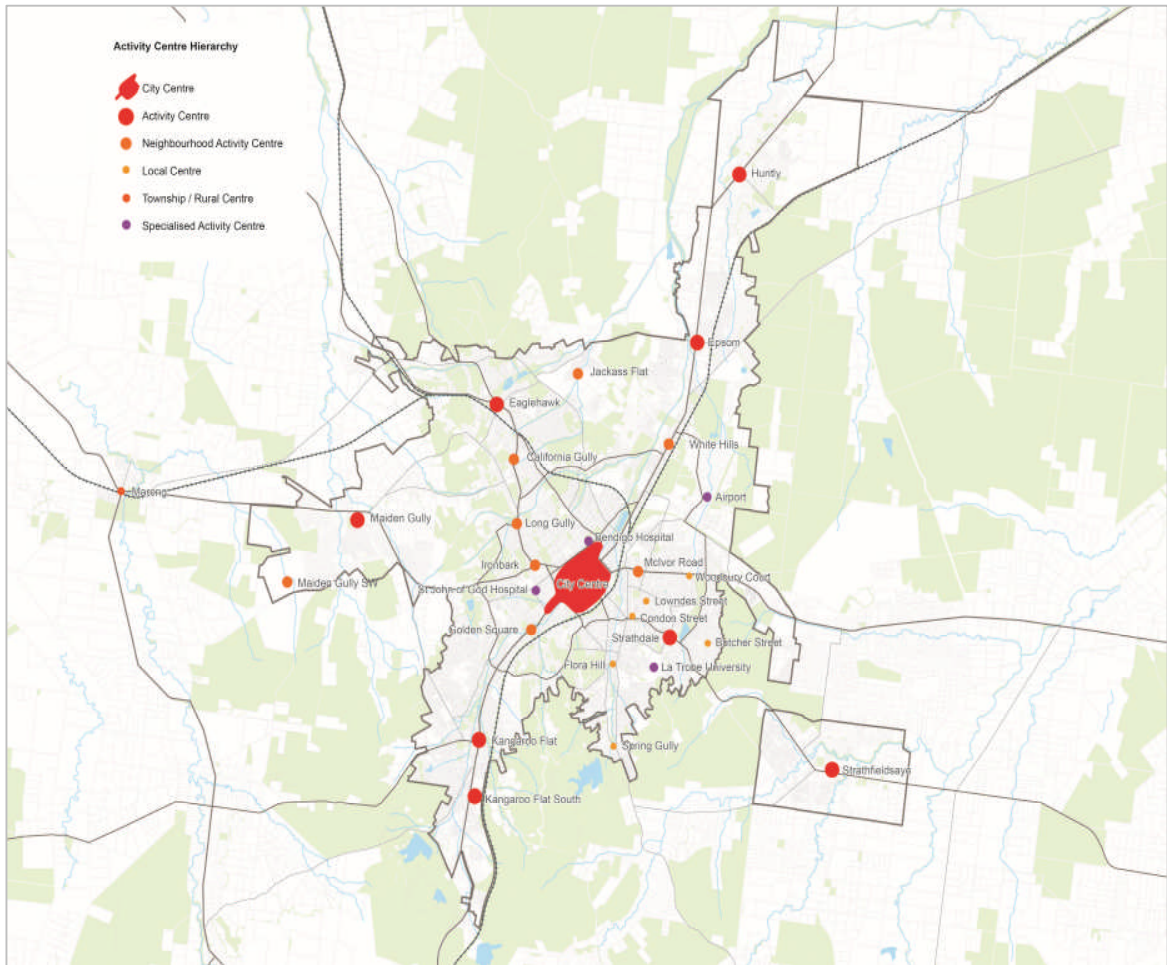 Activity Centre Hierarchy
City Centre
Activity Centre
Neighbourhood Activity Centre
Local Centre
Township / Rural Centre
Specialised Activity Centre
Huntly
Epsom
Jackass Flat
Eaglehawk
White Hills
California Gully
Marong
Airport
Maiden Gully
Long Gully
Bendigo Hospital
Ironbark
McIvor Road
Woodbury Court
Maiden Gully SW
City Centre
St John of God Hospital
Lowndes Street
Condon Street
Golden Square
Strathdale
Butcher Street
Flora Hill
La Trobe University
Kangaroo Flat
Spring Gully
Strathfieldsaye
Kangaroo Flat South